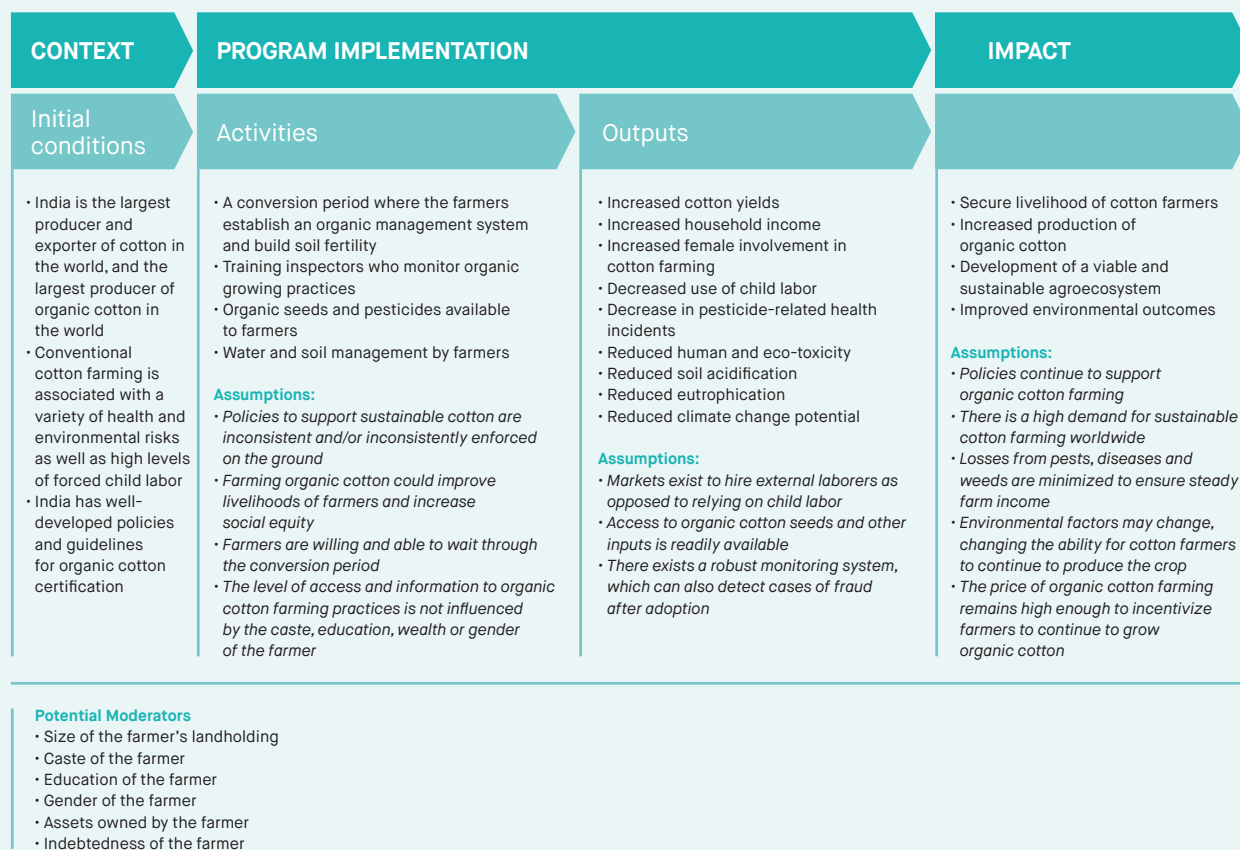 CONTEXT
PROGRAM IMPLEMENTATION
IMPACT
Initial
conditions
Activities
Outputs
• India is the largest
producer and
exporter of cotton in
the world, and the
largest producer of
organic cotton in
the world
• Conventional
cotton farming is
associated with a
variety of health and
environmental risks
as well as high levels
of forced child labor
• India has well-
developed policies
and guidelines
for organic cotton
certification
• A conversion period where the farmers
establish an organic management system
and build soil fertility
• Training inspectors who monitor organic
growing practices
• Organic seeds and pesticides available
to farmers
• Water and soil management by farmers
Assumptions:
• Policies to support sustainable cotton are
inconsistent and/or inconsistently enforced
on the ground
• Farming organic cotton could improve
livelihoods of farmers and increase
social equity
• Farmers are willing and able to wait through
the conversion period
• The level of access and information to organic
cotton farming practices is not influenced
by the caste, education, wealth or gender
of the farmer
• Increased cotton yields
• Increased household income
• Increased female involvement in
cotton farming
• Decreased use of child labor
• Decrease in pesticide-related health
incidents
• Reduced human and eco-toxicity
• Reduced soil acidification
• Reduced eutrophication
• Reduced climate change potential
Assumptions:
• Markets exist to hire external laborers as
opposed to relying on child labor
• Access to organic cotton seeds and other
inputs is readily available
• There exists a robust monitoring system,
which can also detect cases of fraud
after adoption
• Secure livelihood of cotton farmers
• Increased production of
organic cotton
• Development of a viable and
sustainable agroecosystem
• Improved environmental outcomes
Assumptions:
• Policies continue to support
organic cotton farming
• There is a high demand for sustainable
cotton farming worldwide
• Losses from pests, diseases and
weeds are minimized to ensure steady
farm income
• Environmental factors may change,
changing the ability for cotton farmers
to continue to produce the crop
• The price of organic cotton farming
remains high enough to incentivize
farmers to continue to grow
organic cotton
Potential Moderators
• Size of the farmer's landholding
• Caste of the farmer
• Education of the farmer
• Gender of the farmer
• Assets owned by the farmer
• Indebtedness of the farmer